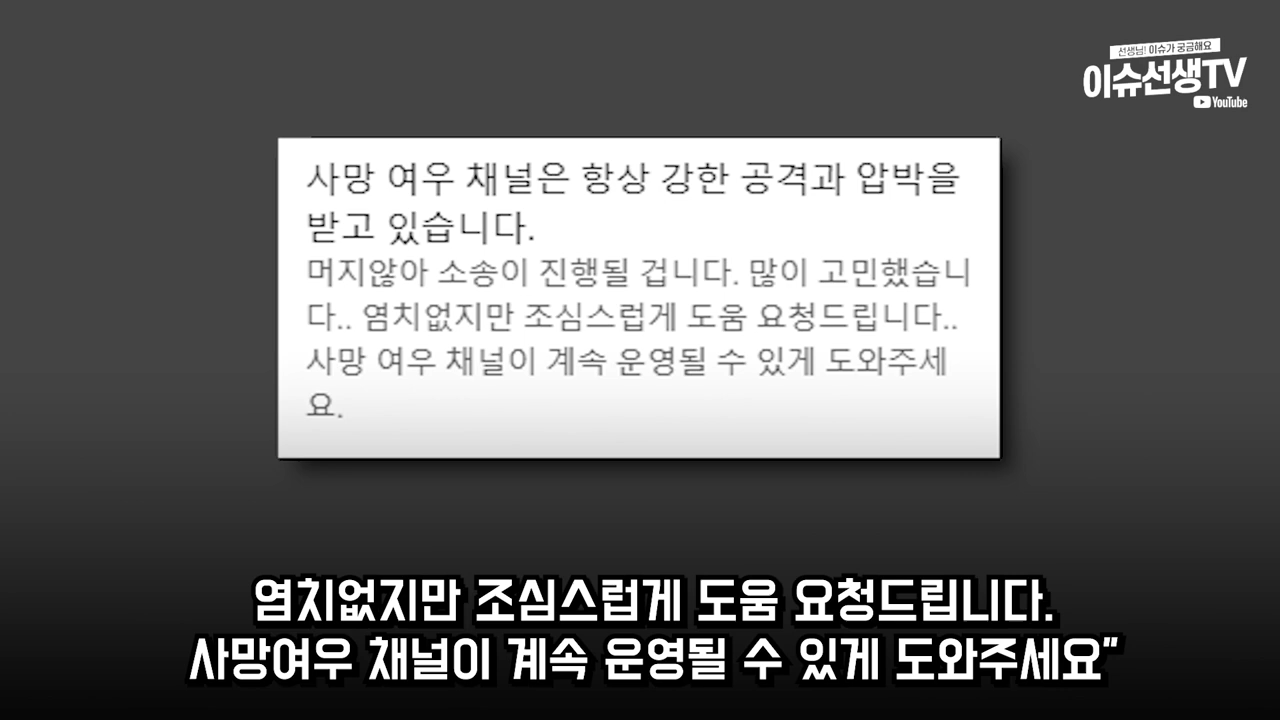 선생님! 이슈가 궁금해요
이슈선생TV
YouTube
사망 여우 채널은 항상 강한 공격과 압박을
받고 있습니다.
머지않아 소송이 진행될 겁니다. 많이 고민했습니
다.. 염치없지만 조심스럽게 도움 요청드립니다..
사망 여우 채널이 계속 운영될 수 있게 도와주세
요.
염치없지만 조심스럽게 도움 요청드립니다.
사망여우 채널이 계속 운영될 수 있게 도와주세요"